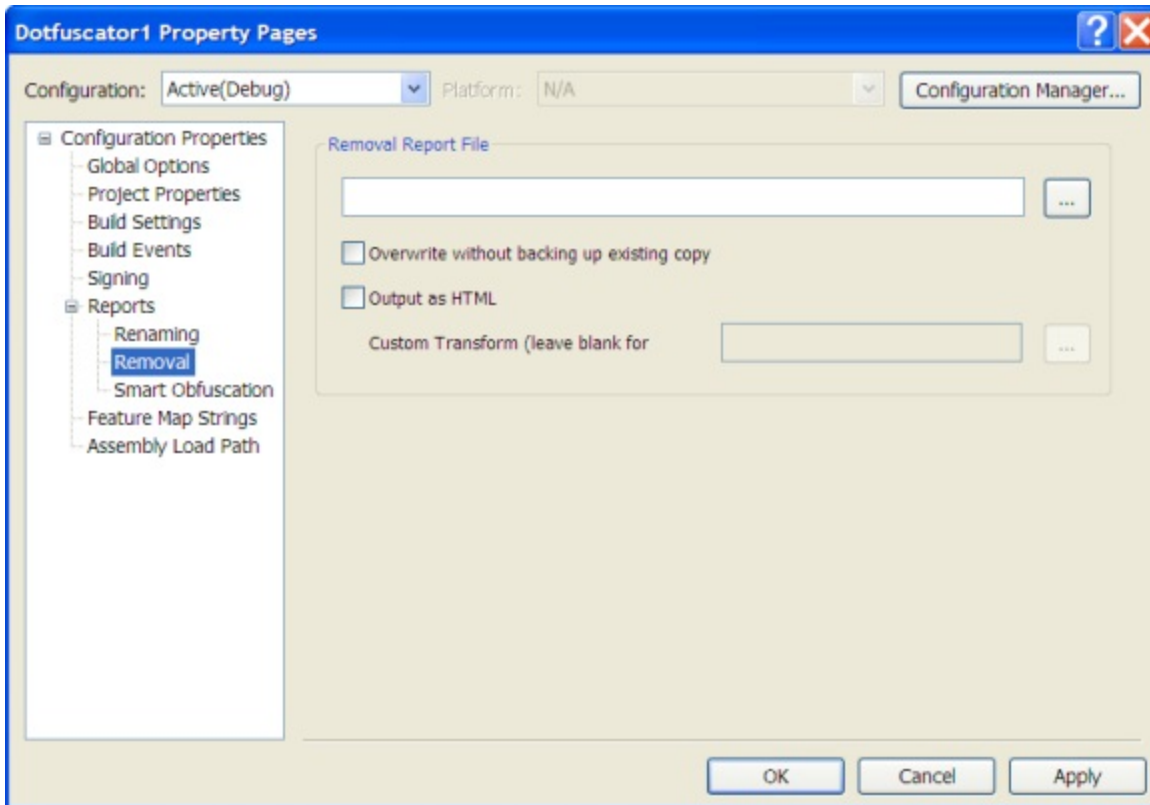 Dotfuscator1 Property Pages
Configuration: Active(Debug) Platform: N/A Configuration Manager...
Configuration Properties
Global Options
Project Properties
Build Settings
Build Events
Signing
Reports
Renaming
Removal
Smart Obfuscation
Feature Map Strings
Assembly Load Path
Removal Report File
...
Overwrite without backing up existing copy
Output as HTML
Custom Transform (leave blank for
...
OK Cancel Apply